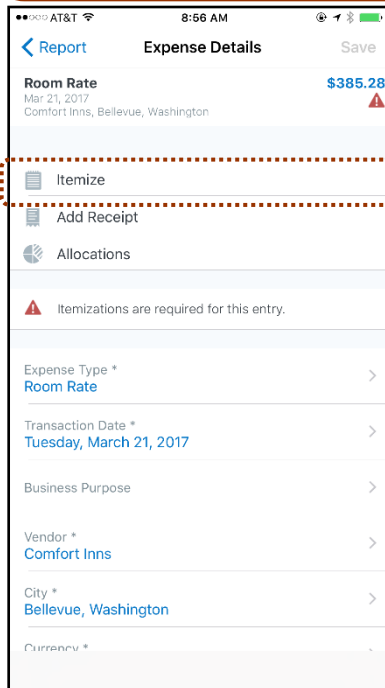 AT&T 8:56 AM
Report Expense Details Save
Room Rate $385.28
Mar 21, 2017
Comfort Inns, Bellevue, Washington
Itemize
Add Receipt
Allocations
Itemizations are required for this entry.
Expense Type *
Room Rate
Transaction Date *
Tuesday, March 21, 2017
Business Purpose
Vendor *
Comfort Inns
City *
Bellevue, Washington
Currency *